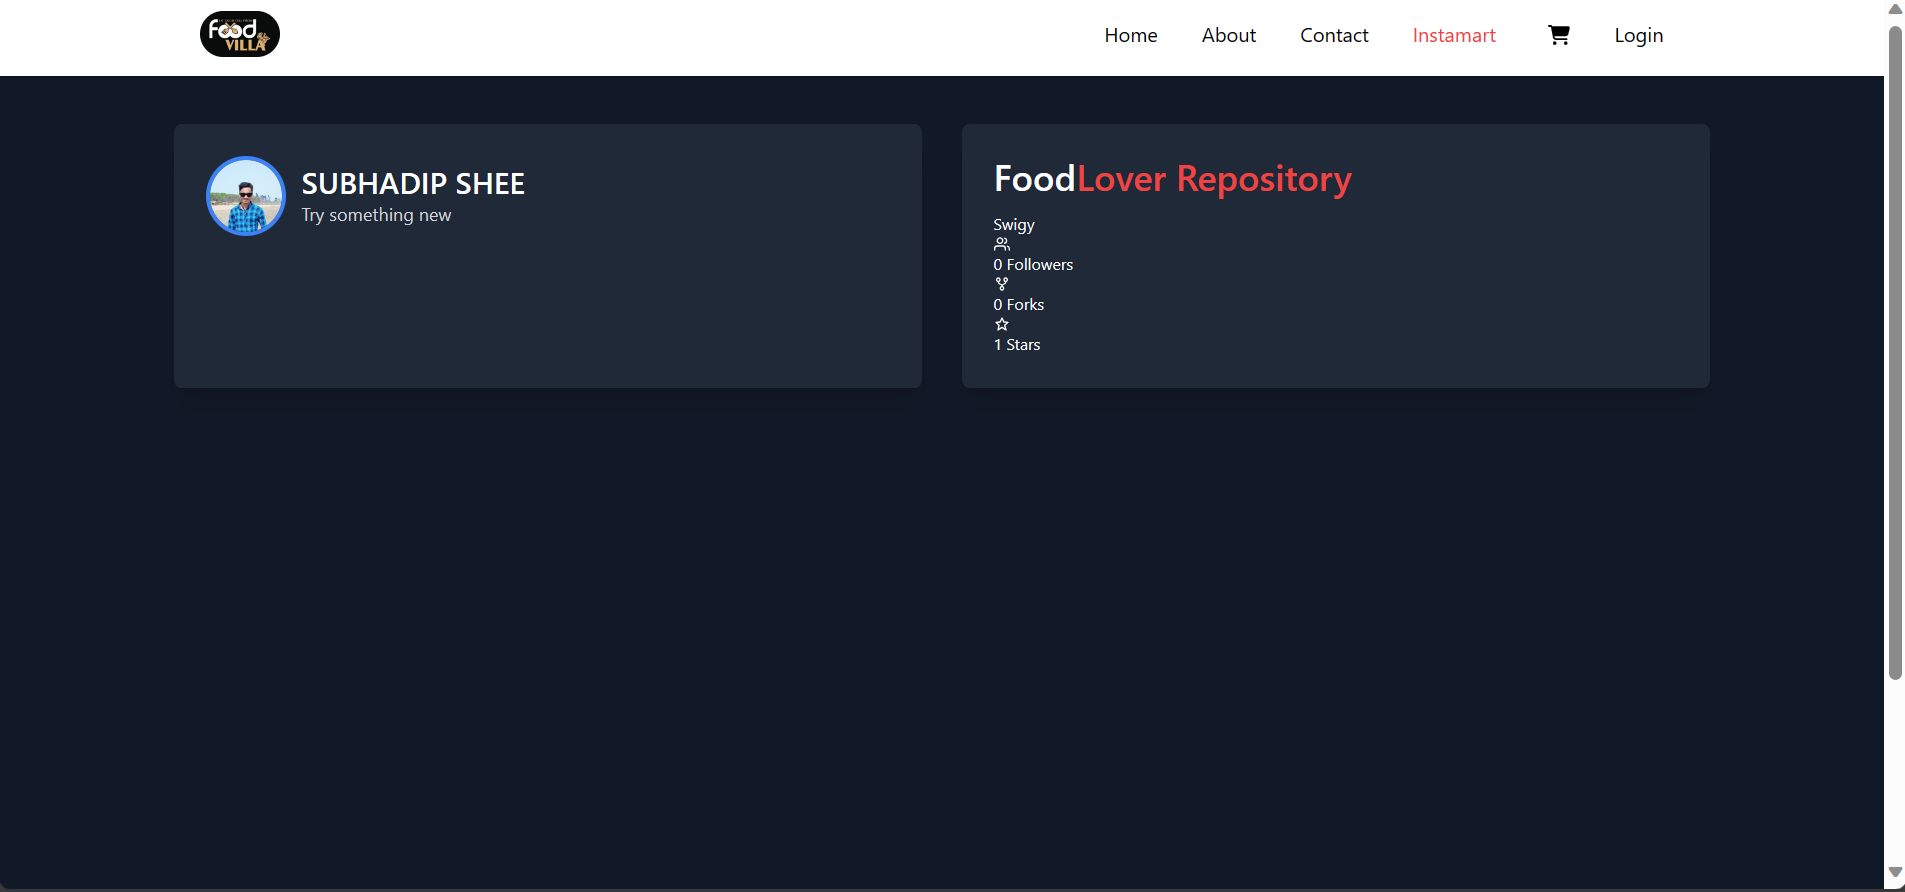 Food
VILLA
Home About Contact Instamart Login
SUBHADIP SHEE
Try something new
FoodLover Repository
Swigy
0 Followers
0 Forks
1 Stars